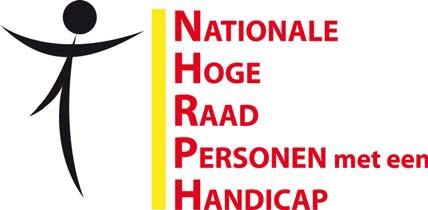 NATIONALE
HOGE
RAAD
PERSONEN met een
HANDICAP